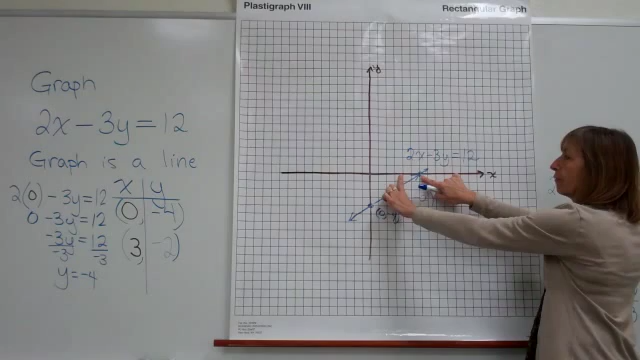 Plastigraph VIII
Rectangular Graph
Graph
2x - 3y = 12
Graph is a line
2(0) - 3y = 12
0 - 3y = 12
-3y = 12
-3 -3
y = -4
x y
(0, -4)
(3, -2)
y
2x-3y=12
x